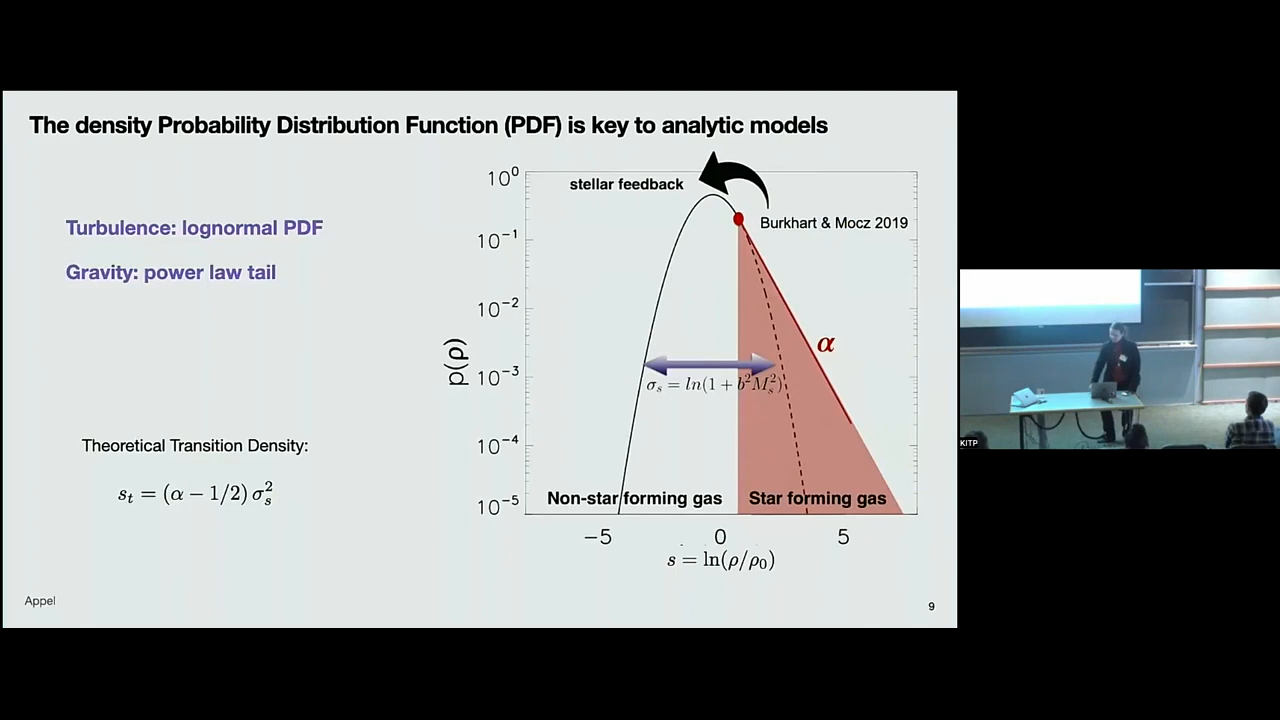 The density Probability Distribution Function (PDF) is key to analytic models
Turbulence: lognormal PDF
Gravity: power law tail
Theoretical Transition Density:
s_t = (α − 1/2) σ_s^2
stellar feedback
Burkhart & Mocz 2019
10^0
10^-1
10^-2
10^-3
10^-4
10^-5
p(ρ)
α
σ_s = ln(1 + b^2M_s^2)
Non-star forming gas
Star forming gas
−5
0
5
s = ln(ρ/ρ_0)
Appel
9
KITP